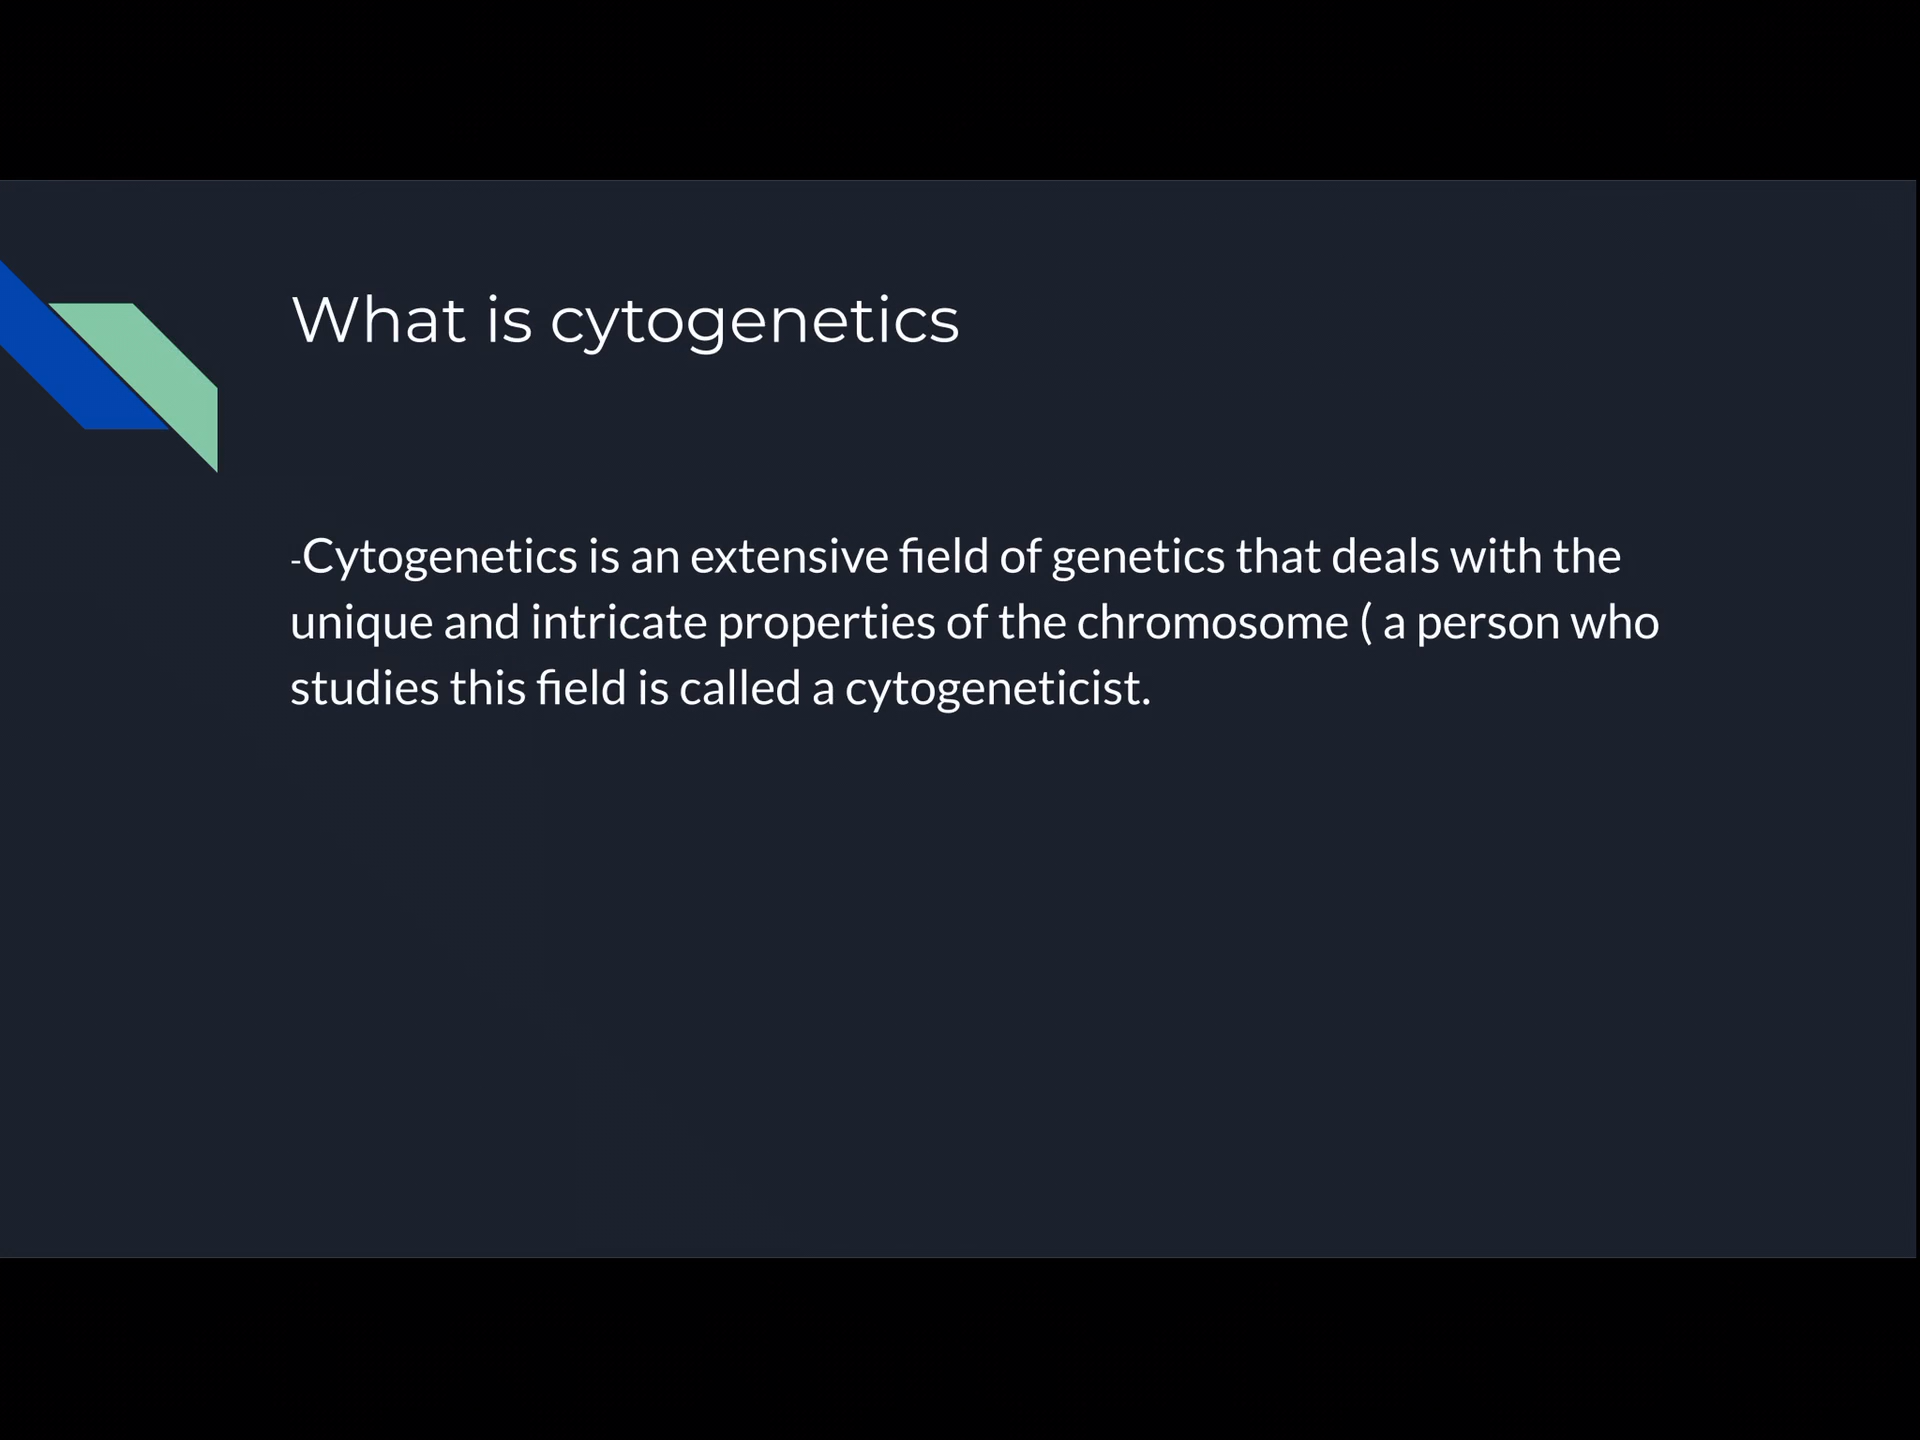 What is cytogenetics
-Cytogenetics is an extensive field of genetics that deals with the
unique and intricate properties of the chromosome ( a person who
studies this field is called a cytogeneticist.